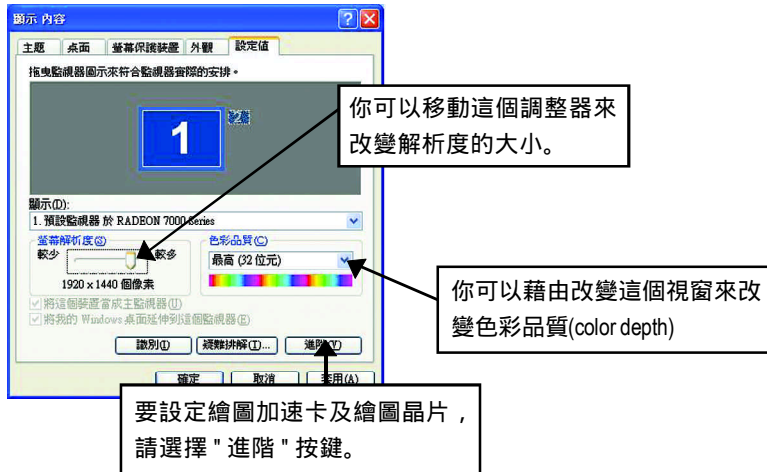 顯示 內容
主題 桌面 螢幕保護裝置 外觀 設定值
拖曳監視器圖示來符合監視器實際的安排。
1
你可以移動這個調整器來
改變解析度的大小。
顯示(D):
1. 預設監視器 於 RADEON 7000 Series
螢幕解析度(S)
較少 較多
1920 x 1440 個像素
色彩品質(C)
最高 (32 位元)
你可以藉由改變這個視窗來改
變色彩品質(color depth)
將這個裝置當成主監視器(U)
將我的 Windows 桌面延伸到這個監視器(E)
識別(I) 疑難排解(T)... 進階(V)
確定 取消 套用(A)
要設定繪圖加速卡及繪圖晶片，
請選擇 " 進階 " 按鍵。